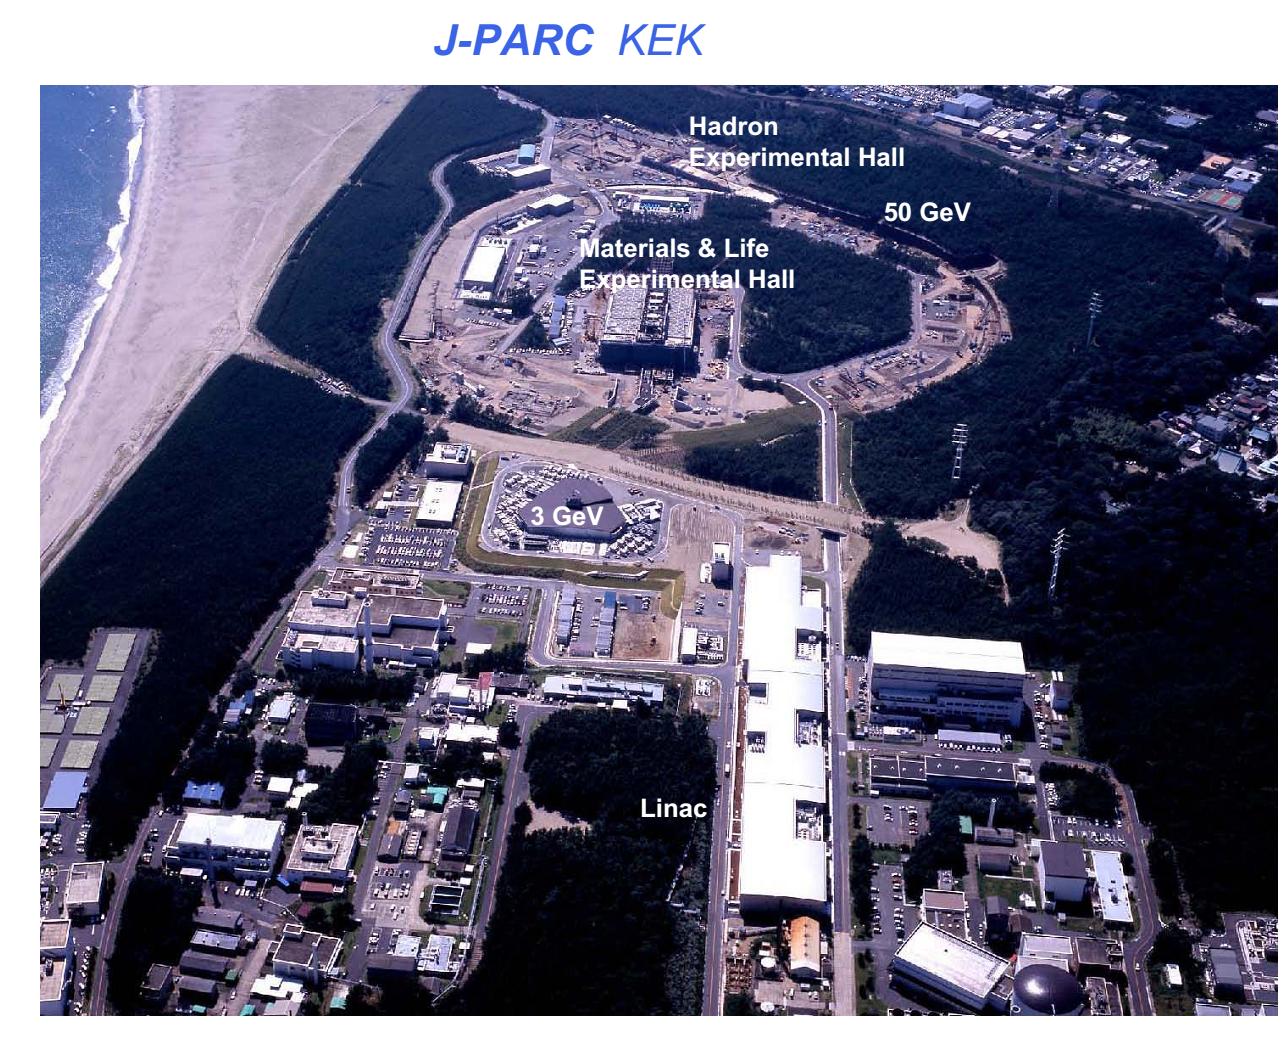 J-PARC KEK
Hadron
Experimental Hall
50 GeV
Materials & Life
Experimental Hall
3 GeV
Linac